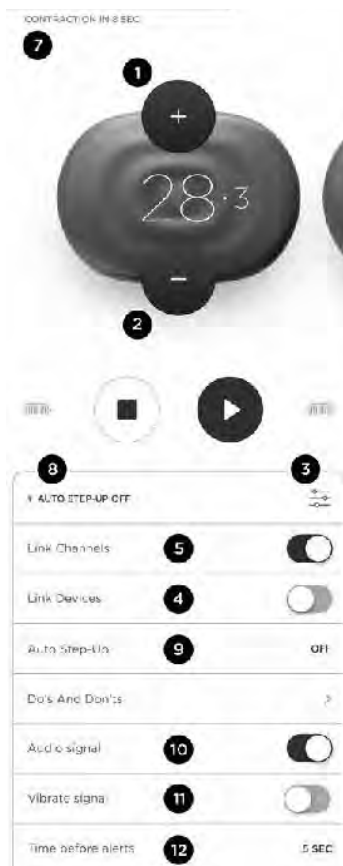 CONTRACTION IN 8 SEC
7
1
+
28·3
−
2
8
3
AUTO STEP-UP OFF
Link Channels 5
Link Devices 4
Auto Step-Up 9 OFF
Do's And Don'ts >
Audio signal 10
Vibrate signal 11
Time before alerts 12 5 SEC